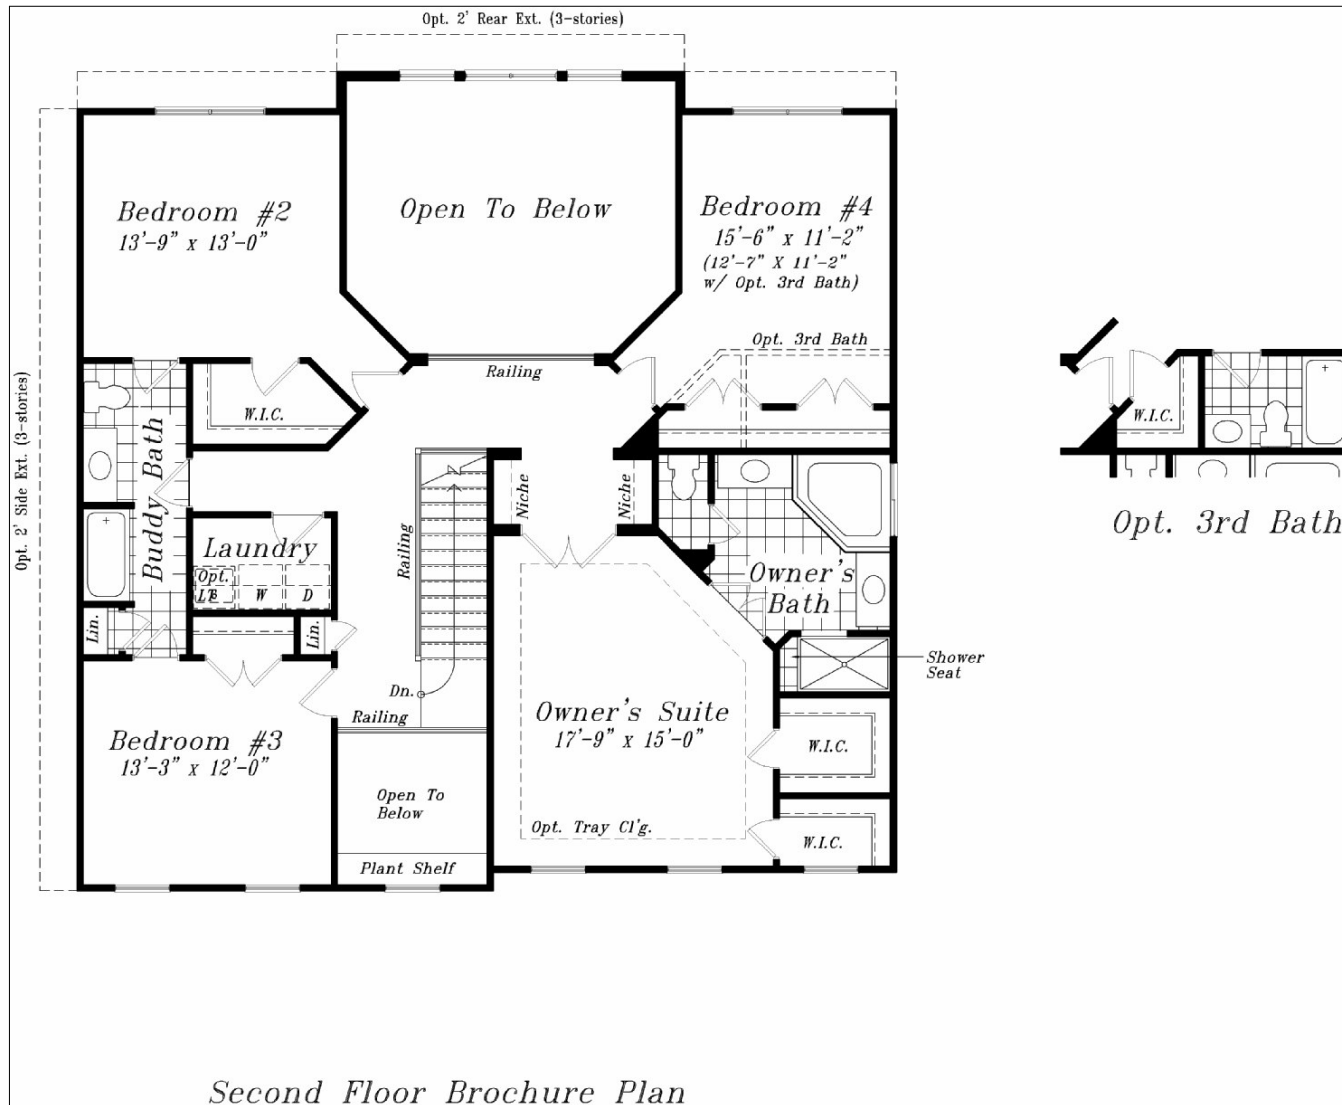 Opt. 2' Rear Ext. (3-stories)
Opt. 2' Side Ext. (3-stories)
Bedroom #2
13'-9" x 13'-0"
Open To Below
Bedroom #4
15'-6" x 11'-2"
(12'-7" X 11'-2"
w/ Opt. 3rd Bath)
Opt. 3rd Bath
Railing
W.I.C.
W.I.C.
Buddy Bath
Niche
Niche
Railing
Opt. 3rd Bath
Laundry
Opt.
W
D
Owner's
Bath
Lin.
Lin.
Shower
Seat
Dn.
Railing
Owner's Suite
17'-9" x 15'-0"
Bedroom #3
13'-3" x 12'-0"
W.I.C.
Open To
Below
Opt. Tray Cl'g.
W.I.C.
Plant Shelf
Second Floor Brochure Plan